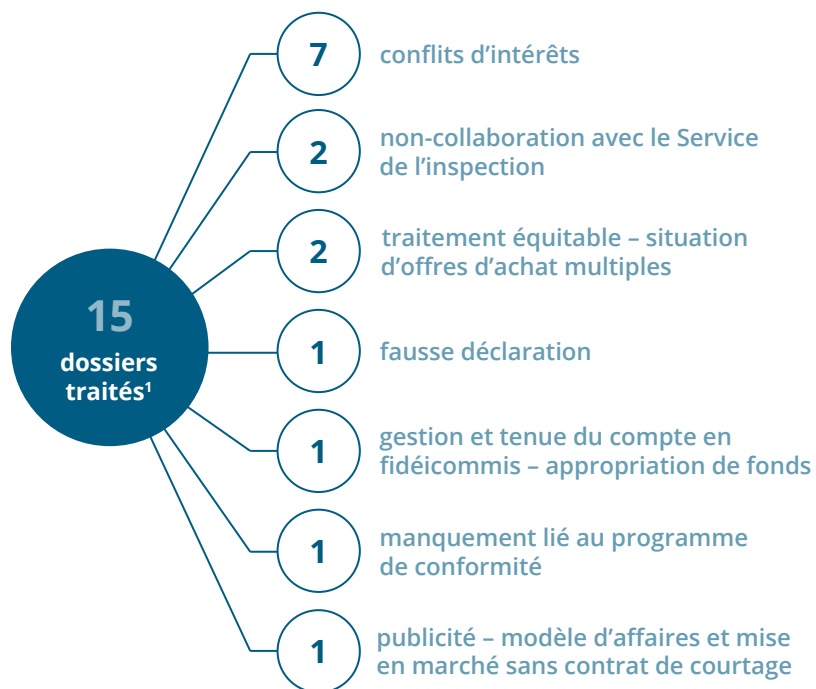 15
dossiers
traités¹
7
conflits d’intérêts
2
non-collaboration avec le Service
de l’inspection
2
traitement équitable – situation
d’offres d’achat multiples
1
fausse déclaration
1
gestion et tenue du compte en
fidéicommis – appropriation de fonds
1
manquement lié au programme
de conformité
1
publicité – modèle d’affaires et mise
en marché sans contrat de courtage